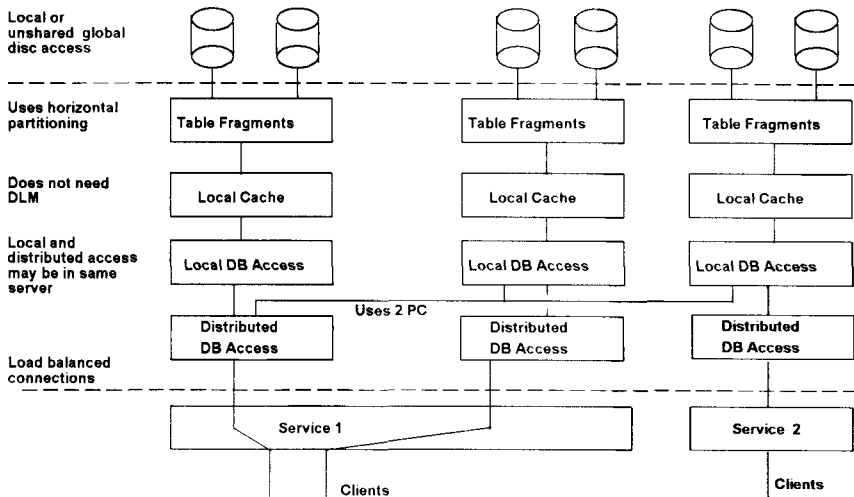 Local or
unshared global
disc access
Uses horizontal
partitioning
Table Fragments
Table Fragments
Table Fragments
Does not need
DLM
Local Cache
Local Cache
Local Cache
Local and
distributed access
may be in same
server
Local DB Access
Local DB Access
Local DB Access
Uses 2 PC
Distributed
DB Access
Distributed
DB Access
Distributed
DB Access
Load balanced
connections
Service 1
Service 2
Clients
Clients